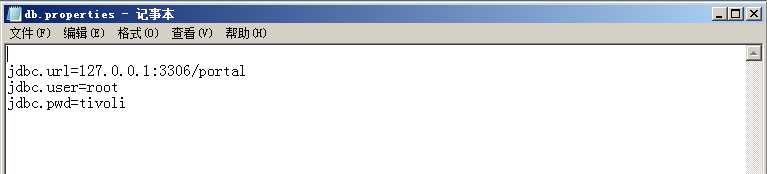 db.properties - 记事本
文件(F) 编辑(E) 格式(O) 查看(V) 帮助(H)
jdbc.url=127.0.0.1:3306/portal
jdbc.user=root
jdbc.pwd=tivoli